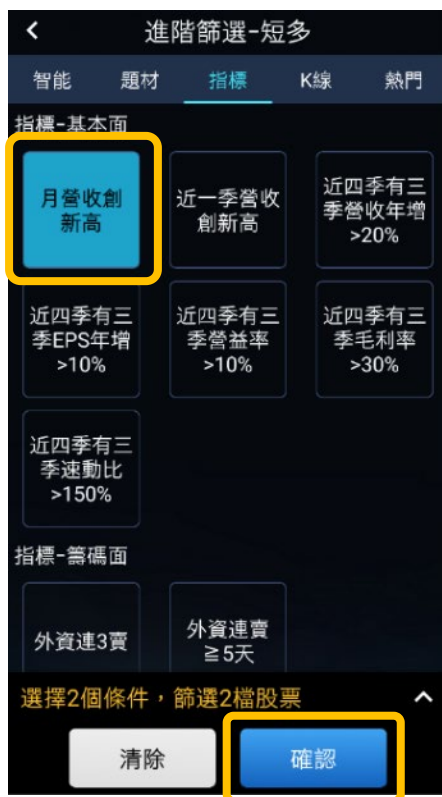 進階篩選-短多
智能 題材 指標 K線 熱門
指標-基本面
月營收創
新高
近一季營收
創新高
近四季有三
季營收年增
>20%
近四季有三
季EPS年增
>10%
近四季有三
季營益率
>10%
近四季有三
季毛利率
>30%
近四季有三
季速動比
>150%
指標-籌碼面
外資連3賣
外資連賣
≧5天
選擇2個條件，篩選2檔股票
清除
確認